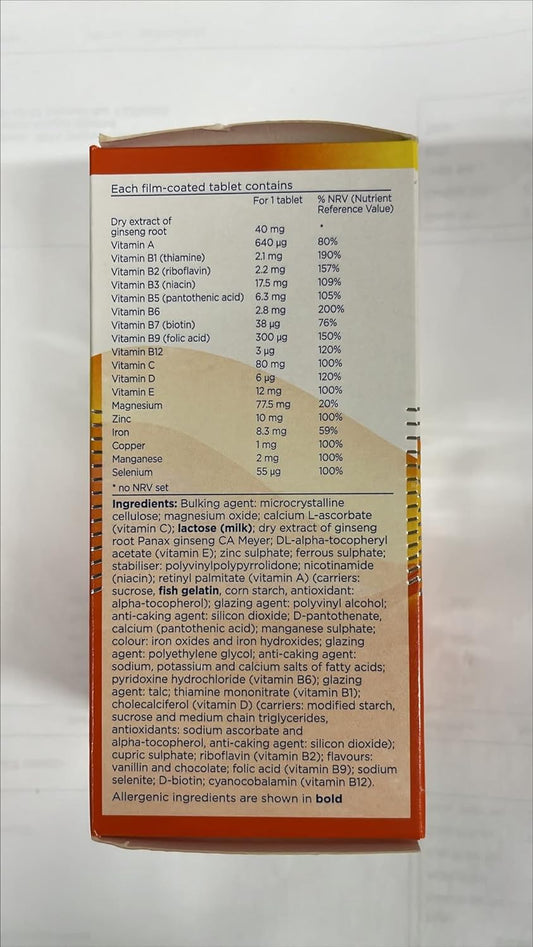 Each film-coated tablet contains
For 1 tablet % NRV (Nutrient
Reference Value)
Dry extract of
ginseng root 40 mg *
Vitamin A 640 µg 80%
Vitamin B1 (thiamine) 2.1 mg 190%
Vitamin B2 (riboflavin) 2.2 mg 157%
Vitamin B3 (niacin) 17.5 mg 109%
Vitamin B5 (pantothenic acid) 6.3 mg 105%
Vitamin B6 2.8 mg 200%
Vitamin B7 (biotin) 38 µg 76%
Vitamin B9 (folic acid) 300 µg 150%
Vitamin B12 3 µg 120%
Vitamin C 80 mg 100%
Vitamin D 6 µg 120%
Vitamin E 12 mg 100%
Magnesium 77.5 mg 20%
Zinc 10 mg 100%
Iron 8.3 mg 59%
Copper 1 mg 100%
Manganese 2 mg 100%
Selenium 55 µg 100%
* no NRV set
Ingredients: Bulking agent: microcrystalline
cellulose; magnesium oxide; calcium L-ascorbate
(vitamin C); lactose (milk); dry extract of ginseng
root Panax ginseng CA Meyer; DL-alpha-tocopheryl
acetate (vitamin E); zinc sulphate; ferrous sulphate;
stabiliser: polyvinylpolypyrrolidone; nicotinamide
(niacin); retinyl palmitate (vitamin A) (carriers:
sucrose, fish gelatin, corn starch, antioxidant:
alpha-tocopherol); glazing agent: polyvinyl alcohol;
anti-caking agent: silicon dioxide; D-pantothenate,
calcium (pantothenic acid); manganese sulphate;
colour: iron oxides and iron hydroxides; glazing
agent: polyethylene glycol; anti-caking agent:
sodium, potassium and calcium salts of fatty acids;
pyridoxine hydrochloride (vitamin B6); glazing
agent: talc; thiamine mononitrate (vitamin B1);
cholecalciferol (vitamin D) (carriers: modified starch,
sucrose and medium chain triglycerides,
antioxidants: sodium ascorbate and
alpha-tocopherol, anti-caking agent: silicon dioxide);
cupric sulphate; riboflavin (vitamin B2); flavours:
vanillin and chocolate; folic acid (vitamin B9); sodium
selenite; D-biotin; cyanocobalamin (vitamin B12).
Allergenic ingredients are shown in bold